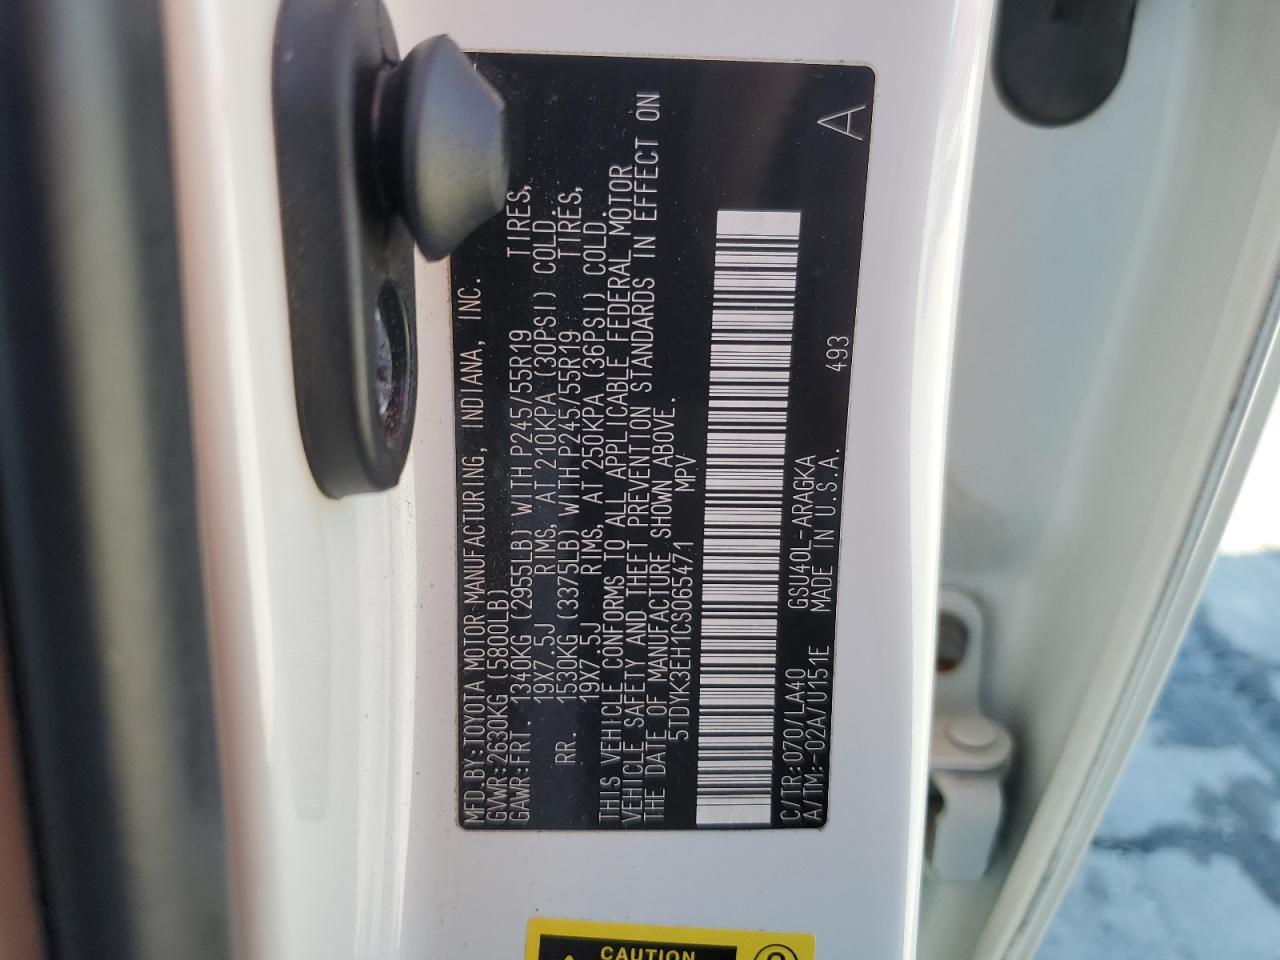 MFD.BY:TOYOTA MOTOR MANUFACTURING, INDIANA, INC.
GVWR:2630KG (5800LB)
GAWR:FRT. 1340KG (2955LB) WITH P245/55R19 TIRES,
19X7.5J RIMS, AT 210KPA (30PSI) COLD.
RR. 1530KG (3375LB) WITH P245/55R19 TIRES,
19X7.5J RIMS, AT 250KPA (36PSI) COLD.
THIS VEHICLE CONFORMS TO ALL APPLICABLE FEDERAL MOTOR
VEHICLE SAFETY AND THEFT PREVENTION STANDARDS IN EFFECT ON
THE DATE OF MANUFACTURE SHOWN ABOVE.
5TDYK3EH1CS065471 MPV
C/TR:070/LA40 GSU40L-ARAGKA 493 A
A/TM:-02A/U151E MADE IN U.S.A.
CAUTION